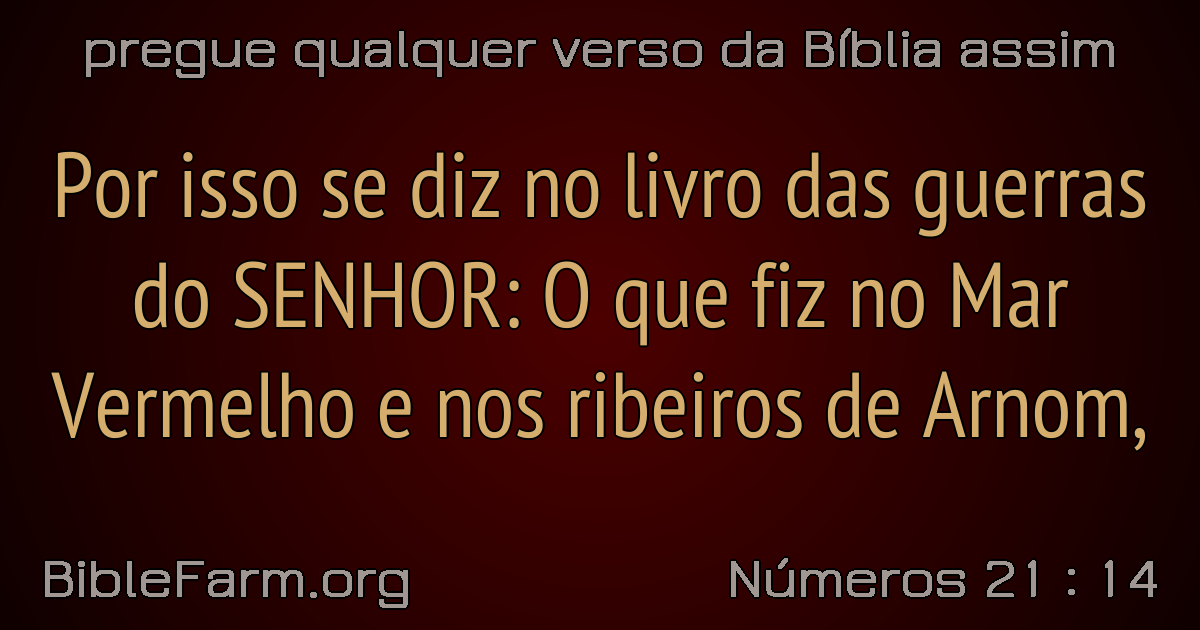 pregue qualquer verso da Bíblia assim
Por isso se diz no livro das guerras
do SENHOR: O que fiz no Mar
Vermelho e nos ribeiros de Arnom,
BibleFarm.org
Números 21 : 14